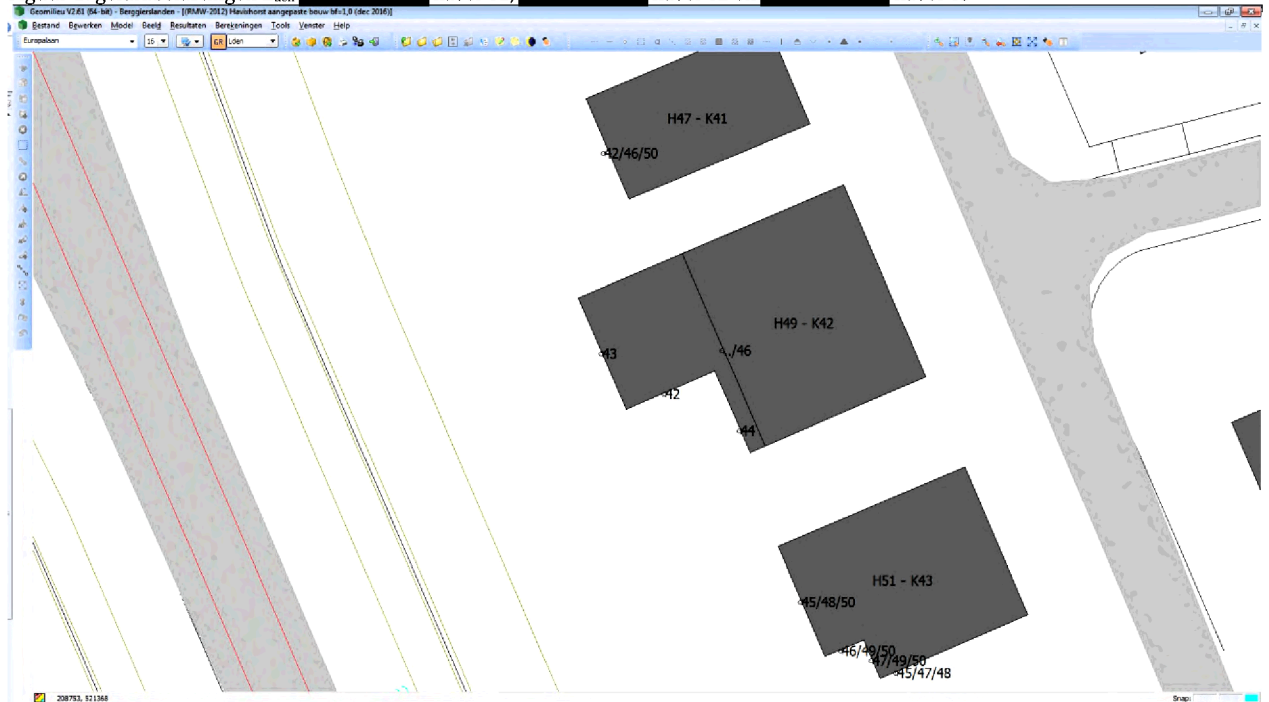 Geomilieu V2.61 (64-bit) - Berggierslanden - [(RMW-2012) Havixhorst aangepaste bouw bf=1,0 (dec 2016)]
Bestand Bewerken Model Beeld Resultaten Berekeningen Tools Venster Help
Europalaan 16 GR Lden
H47 - K41
42/46/50
H49 - K42
43
../46
42
44
H51 - K43
45/48/50
46/49/50
47/49/50
45/47/48
208753, 521368
Snap: